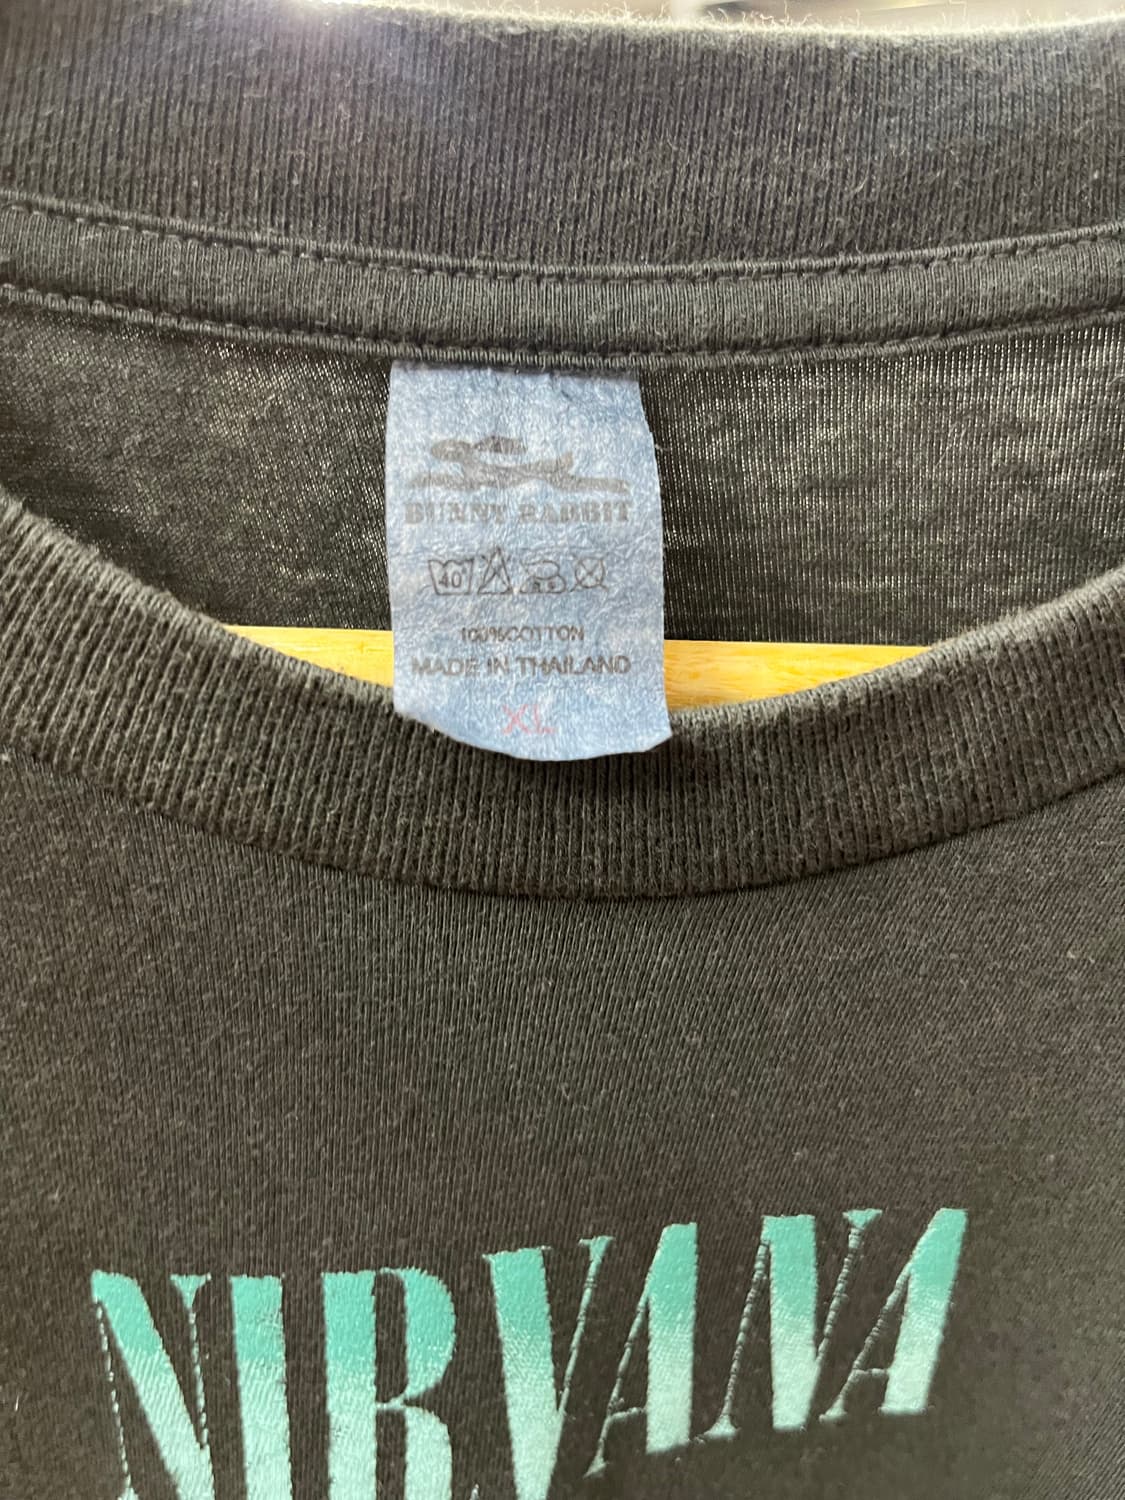 BUNNY RABBIT
40°
100%COTTON
MADE IN THAILAND
XL
NIRVANA